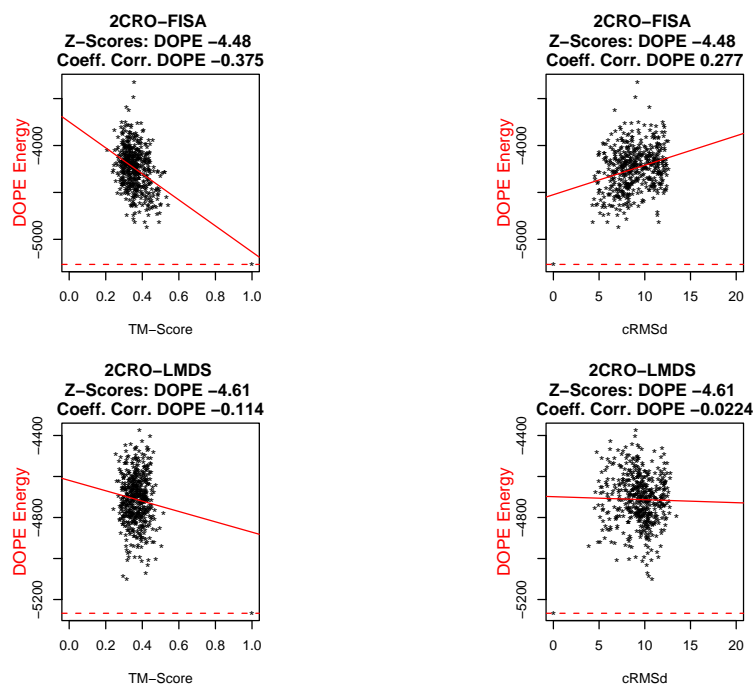 2CRO−FISA
Z−Scores: DOPE −4.48
Coeff. Corr. DOPE −0.375
DOPE Energy
−4000
−5000
0.0 0.2 0.4 0.6 0.8 1.0
TM−Score
2CRO−FISA
Z−Scores: DOPE −4.48
Coeff. Corr. DOPE 0.277
DOPE Energy
−4000
−5000
0 5 10 15 20
cRMSd
2CRO−LMDS
Z−Scores: DOPE −4.61
Coeff. Corr. DOPE −0.114
DOPE Energy
−4400
−4800
−5200
0.0 0.2 0.4 0.6 0.8 1.0
TM−Score
2CRO−LMDS
Z−Scores: DOPE −4.61
Coeff. Corr. DOPE −0.0224
DOPE Energy
−4400
−4800
−5200
0 5 10 15 20
cRMSd